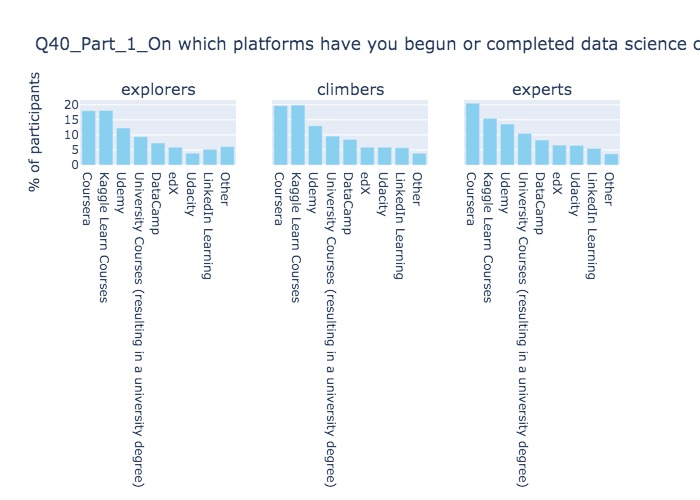 Q40_Part_1_On which platforms have you begun or completed data science
% of participants
explorers
climbers
experts
20
15
10
5
0
Coursera
Kaggle Learn Courses
Udemy
University Courses (resulting in a university degree)
DataCamp
edX
Udacity
LinkedIn Learning
Other
Coursera
Kaggle Learn Courses
Udemy
University Courses (resulting in a university degree)
DataCamp
edX
Udacity
LinkedIn Learning
Other
Coursera
Kaggle Learn Courses
Udemy
University Courses (resulting in a university degree)
DataCamp
edX
Udacity
LinkedIn Learning
Other